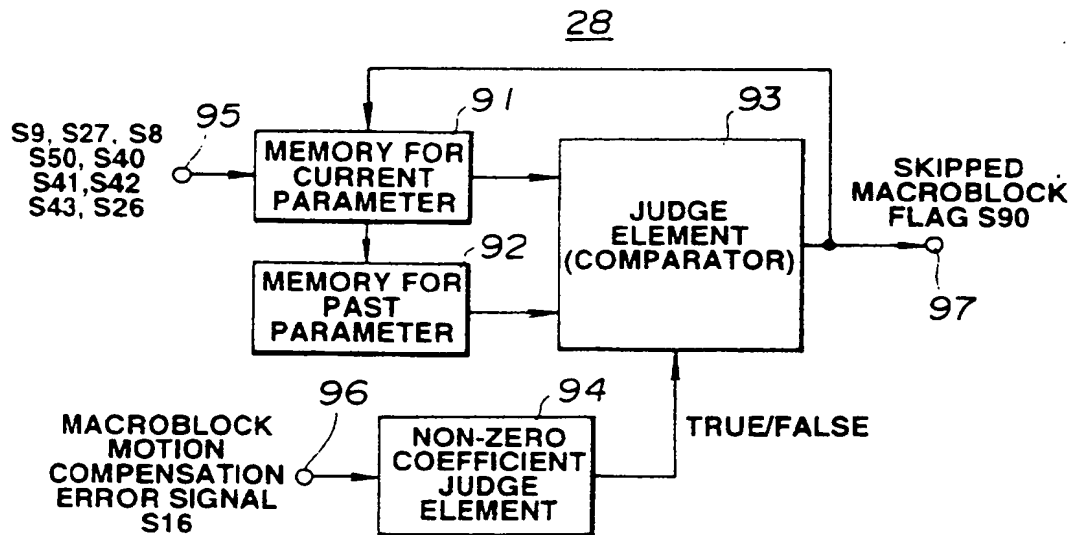 28
91
93
95
S9, S27, S8
S50, S40
S41,S42
S43, S26
MEMORY FOR
CURRENT
PARAMETER
92
MEMORY FOR
PAST
PARAMETER
JUDGE
ELEMENT
(COMPARATOR)
SKIPPED
MACROBLOCK
FLAG S90
97
96
94
MACROBLOCK
MOTION
COMPENSATION
ERROR SIGNAL
S16
NON-ZERO
COEFFICIENT
JUDGE
ELEMENT
TRUE/FALSE